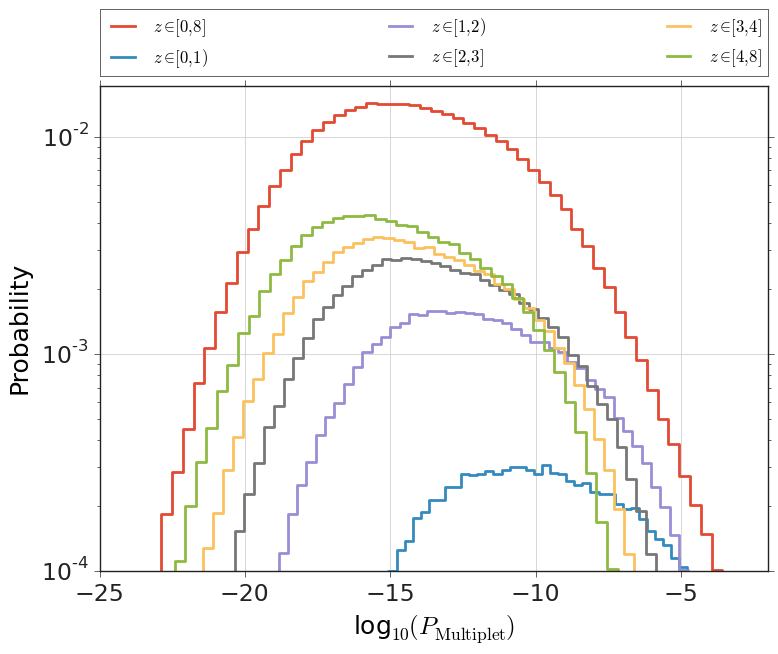 z∈[0,8] z∈[1,2) z∈[3,4]
z∈[0,1) z∈[2,3] z∈[4,8]
10⁻²
10⁻³
10⁻⁴
Probability
−25 −20 −15 −10 −5
log₁₀(P_Multiplet)